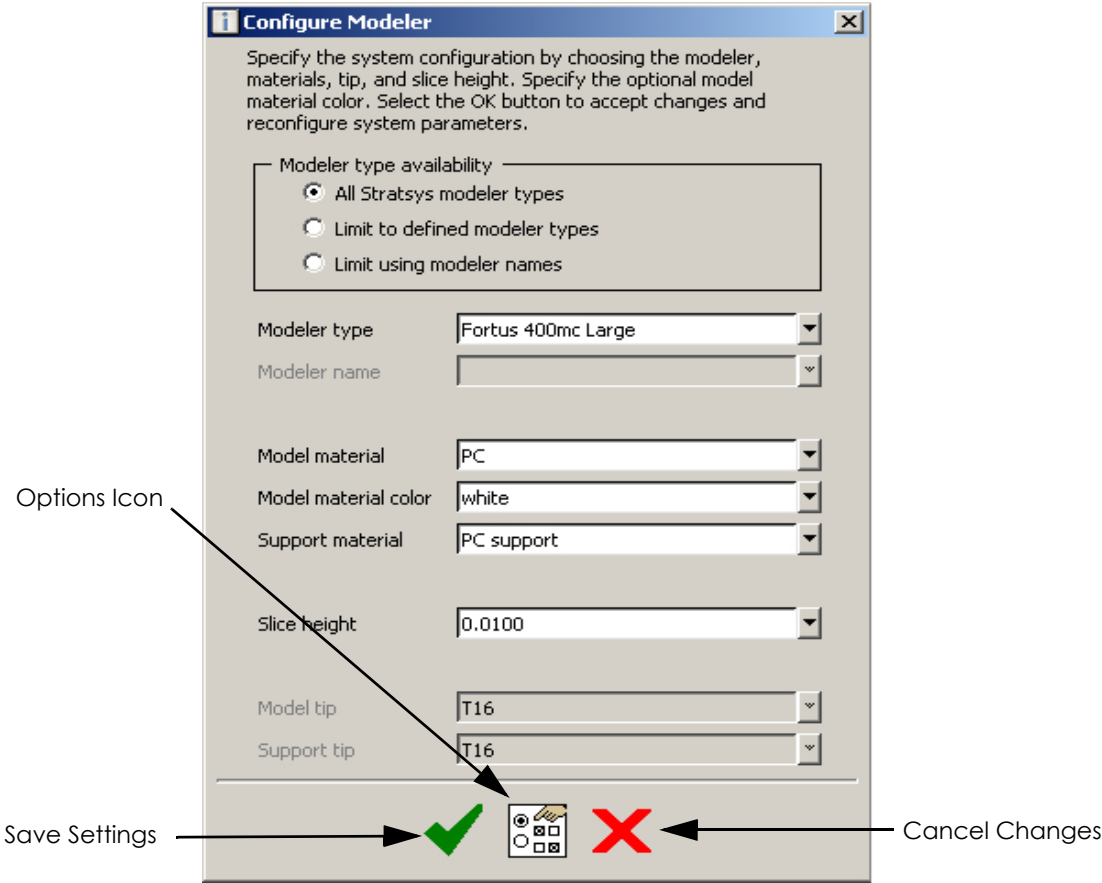 Configure Modeler
Specify the system configuration by choosing the modeler,
materials, tip, and slice height. Specify the optional model
material color. Select the OK button to accept changes and
reconfigure system parameters.
Modeler type availability
All Stratsys modeler types
Limit to defined modeler types
Limit using modeler names
Modeler type Fortus 400mc Large
Modeler name
Model material PC
Options Icon Model material color white
Support material PC support
Slice height 0.0100
Model tip T16
Support tip T16
Save Settings Cancel Changes